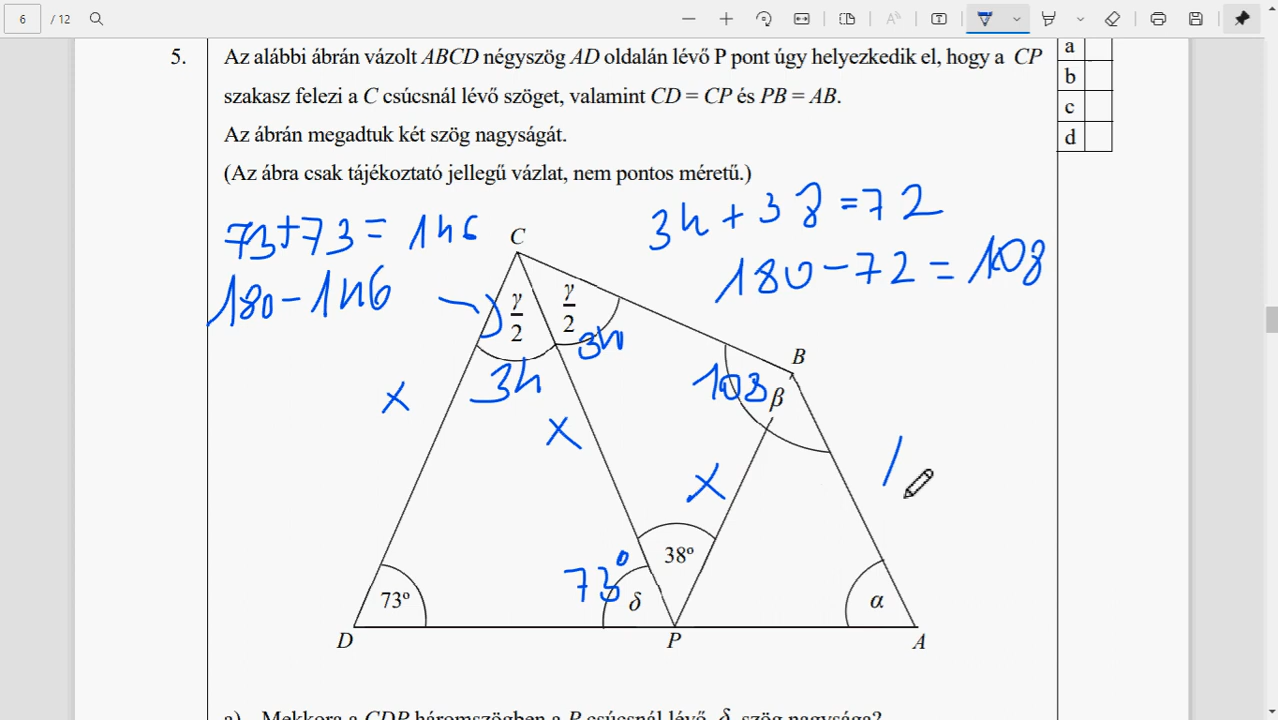 6 / 12
5. Az alábbi ábrán vázolt ABCD négyszög AD oldalán lévő P pont úgy helyezkedik el, hogy a CP
szakasz felezi a C csúcsnál lévő szöget, valamint CD = CP és PB = AB.
Az ábrán megadtuk két szög nagyságát.
(Az ábra csak tájékoztató jellegű vázlat, nem pontos méretű.)
a
b
c
d
73+73= 146
180-146
34+38=72
180-72=108
C
γ/2
γ/2
34
34
B
108
β
x
x
x
38º
73°
73º
δ
α
D
P
A
a) Mekkora a CDP háromszögben a P csúcsnál lévő δ szög nagysága?